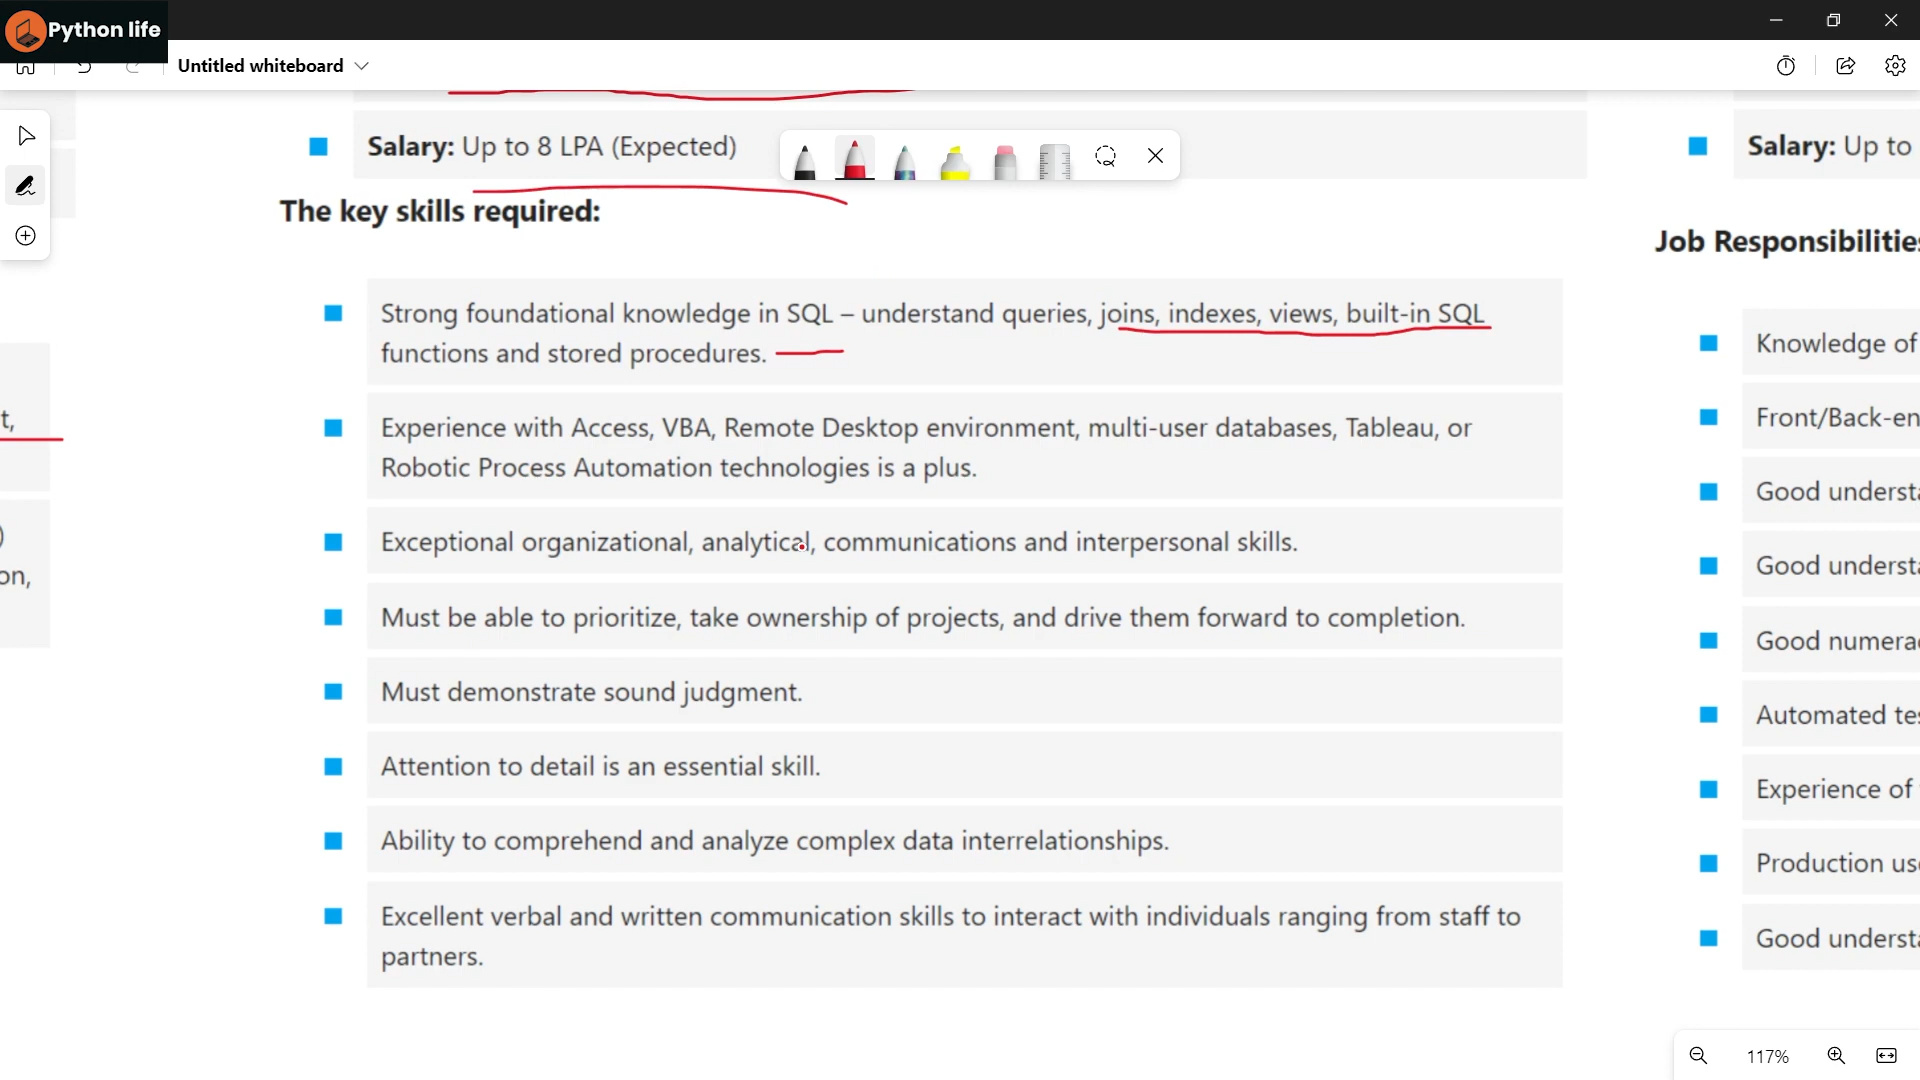 Python life
Untitled whiteboard
Salary: Up to 8 LPA (Expected)
The key skills required:
Strong foundational knowledge in SQL – understand queries, joins, indexes, views, built-in SQL
functions and stored procedures.
Experience with Access, VBA, Remote Desktop environment, multi-user databases, Tableau, or
Robotic Process Automation technologies is a plus.
Exceptional organizational, analytical, communications and interpersonal skills.
Must be able to prioritize, take ownership of projects, and drive them forward to completion.
Must demonstrate sound judgment.
Attention to detail is an essential skill.
Ability to comprehend and analyze complex data interrelationships.
Excellent verbal and written communication skills to interact with individuals ranging from staff to
partners.
t,
)
on,
Salary: Up to
Job Responsibilities
Knowledge of
Front/Back-en
Good understa
Good understa
Good numera
Automated te
Experience of
Production us
Good understa
117%